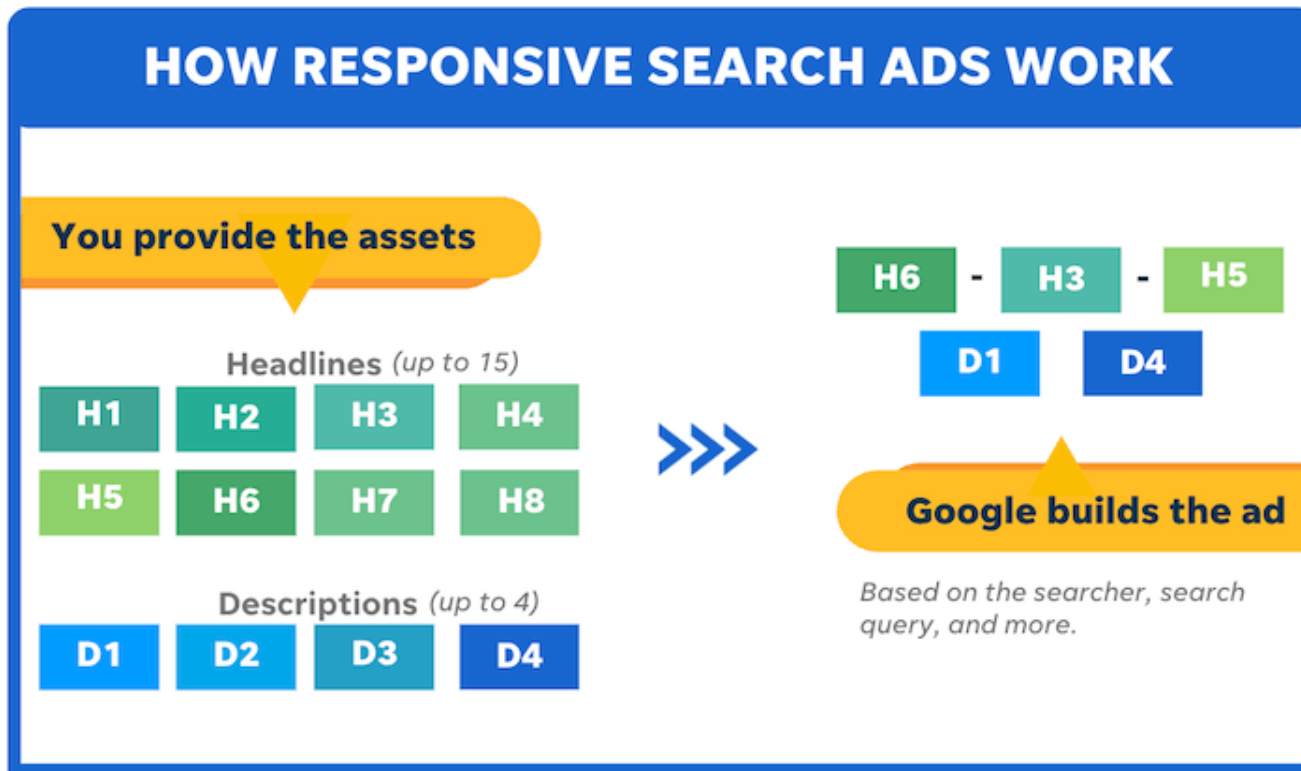 HOW RESPONSIVE SEARCH ADS WORK
You provide the assets
Headlines (up to 15)
H1 H2 H3 H4
H5 H6 H7 H8
Descriptions (up to 4)
D1 D2 D3 D4
H6 - H3 - H5
D1 D4
Google builds the ad
Based on the searcher, search
query, and more.